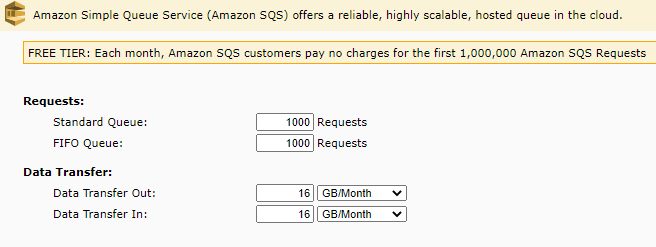 Amazon Simple Queue Service (Amazon SQS) offers a reliable, highly scalable, hosted queue in the cloud.
FREE TIER: Each month, Amazon SQS customers pay no charges for the first 1,000,000 Amazon SQS Requests
Requests:
Standard Queue: 1000 Requests
FIFO Queue: 1000 Requests
Data Transfer:
Data Transfer Out: 16 GB/Month
Data Transfer In: 16 GB/Month